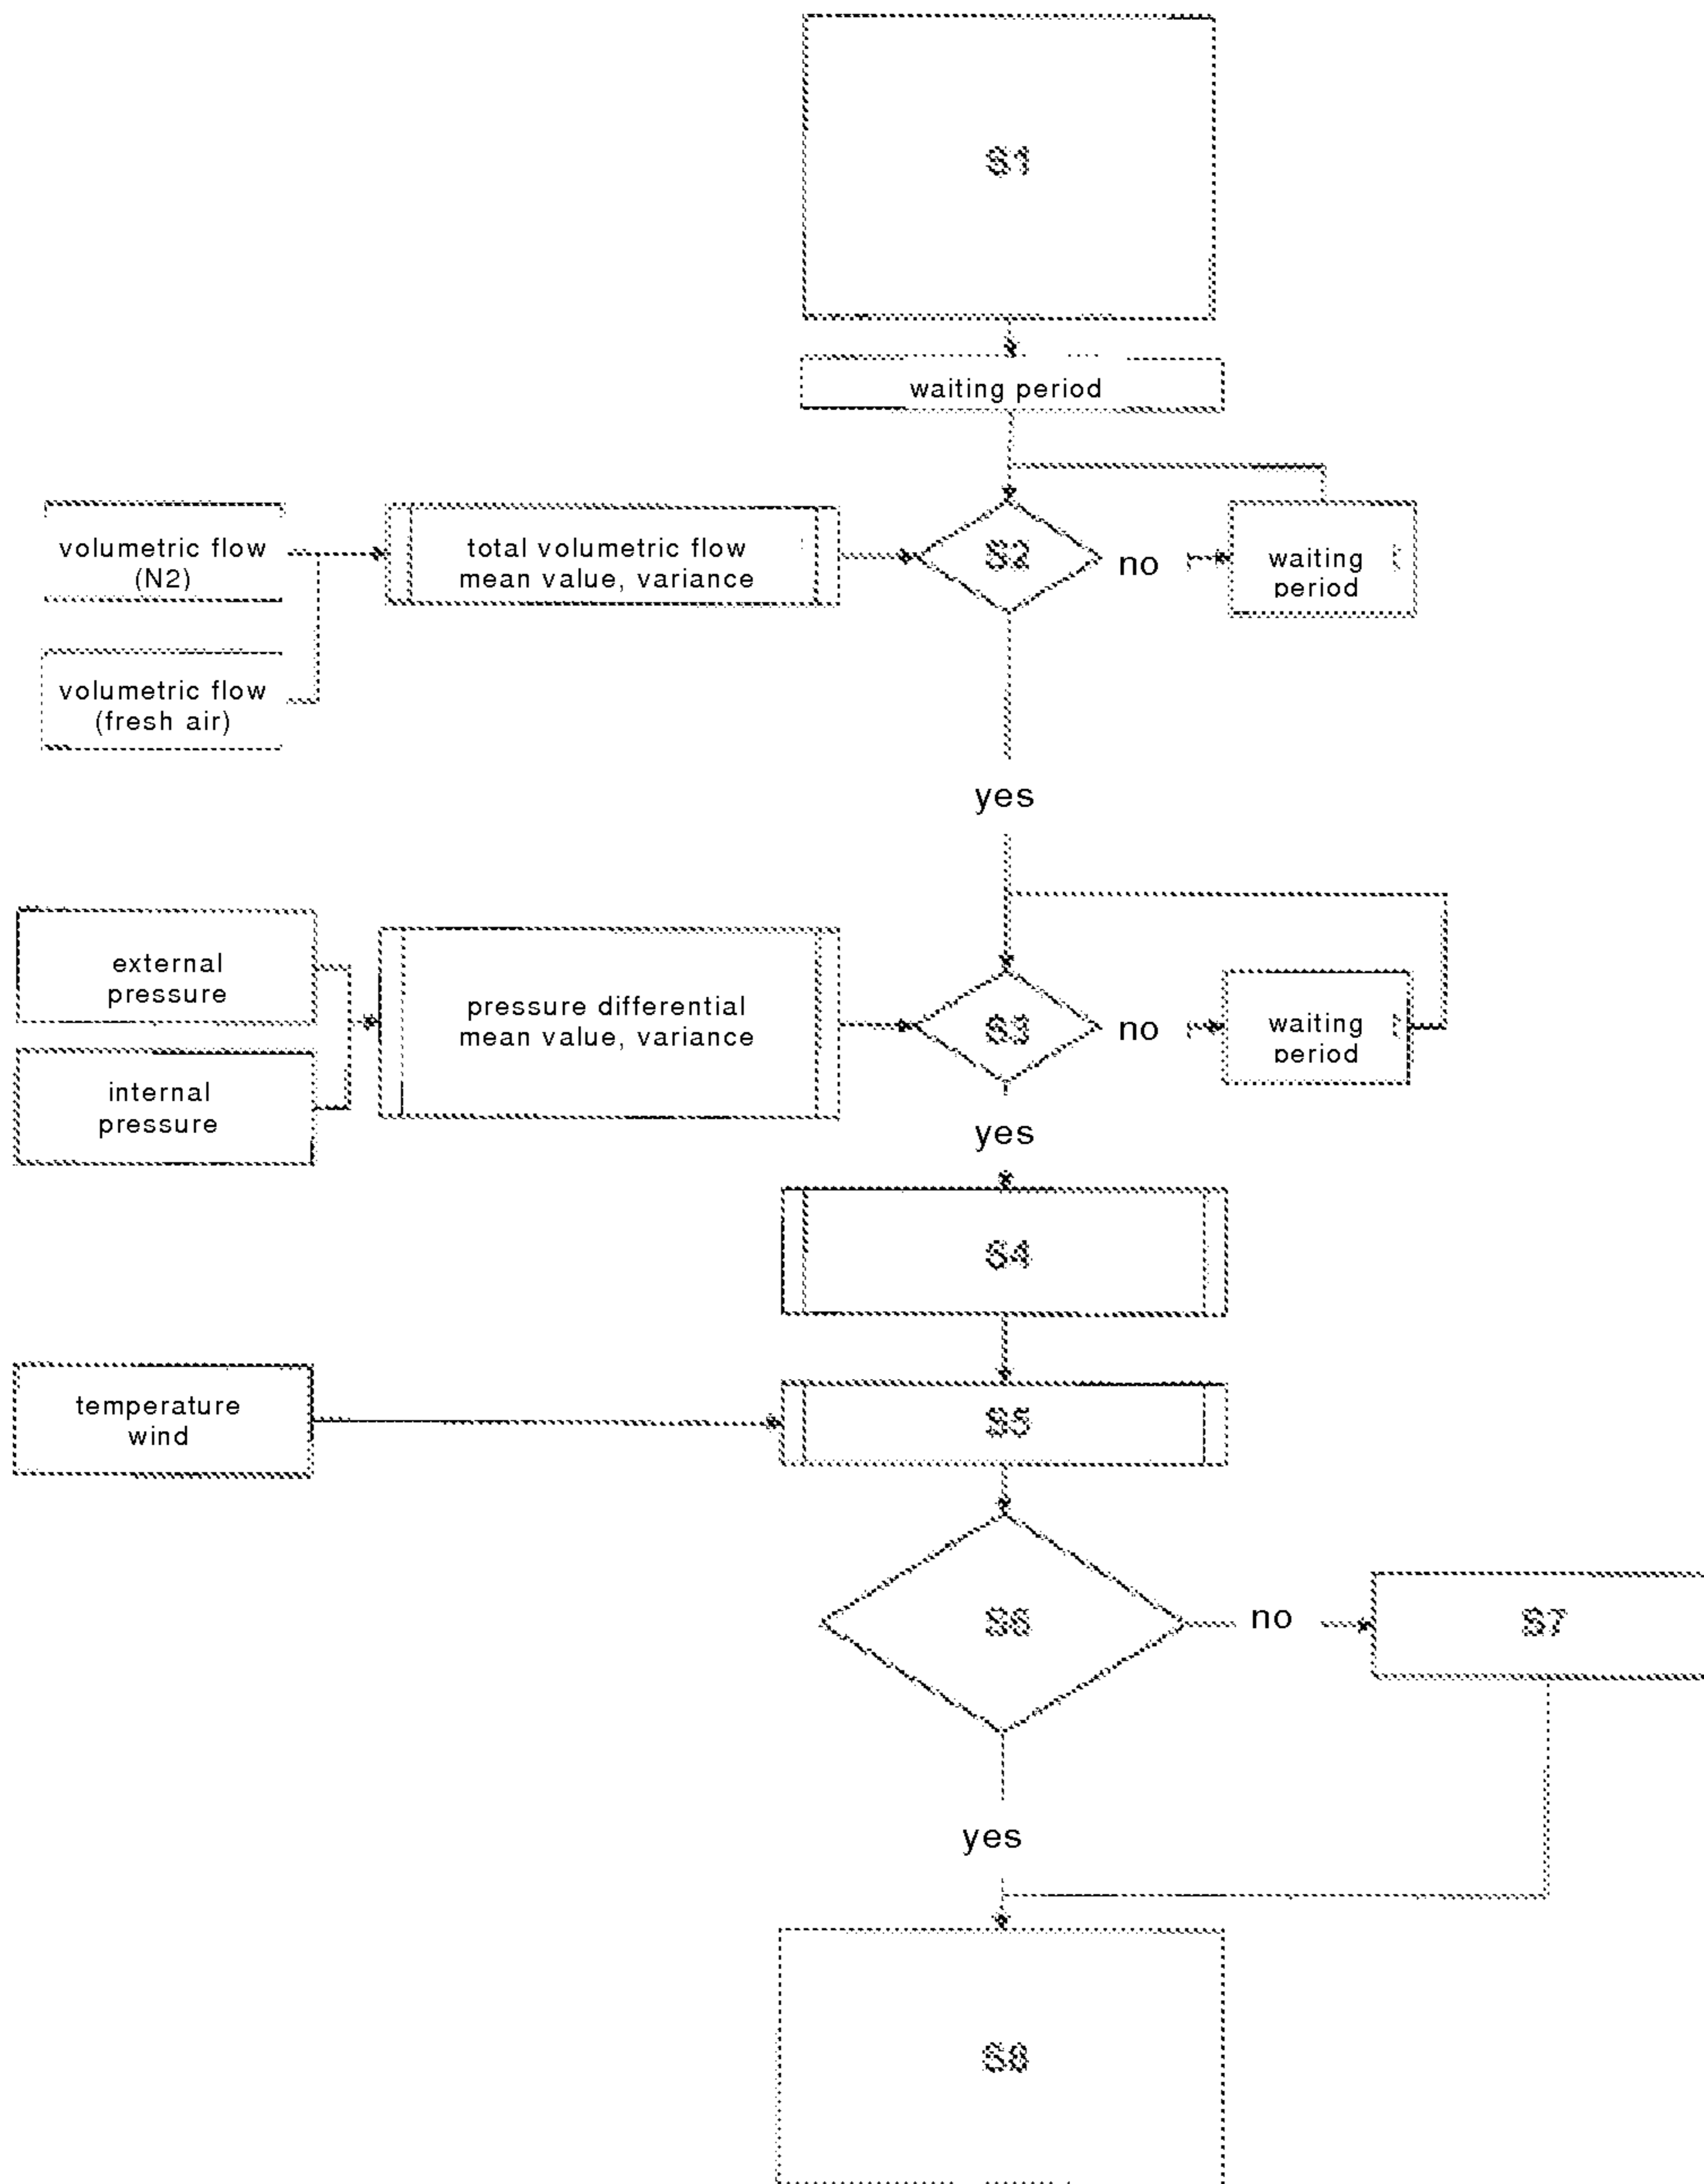 S1
waiting period
volumetric flow
(N2)
total volumetric flow
mean value, variance
S2
no
waiting
period
volumetric flow
(fresh air)
yes
external
pressure
pressure differential
mean value, variance
S3
no
waiting
period
internal
pressure
yes
S4
temperature
wind
S5
S6
no
S7
yes
S8